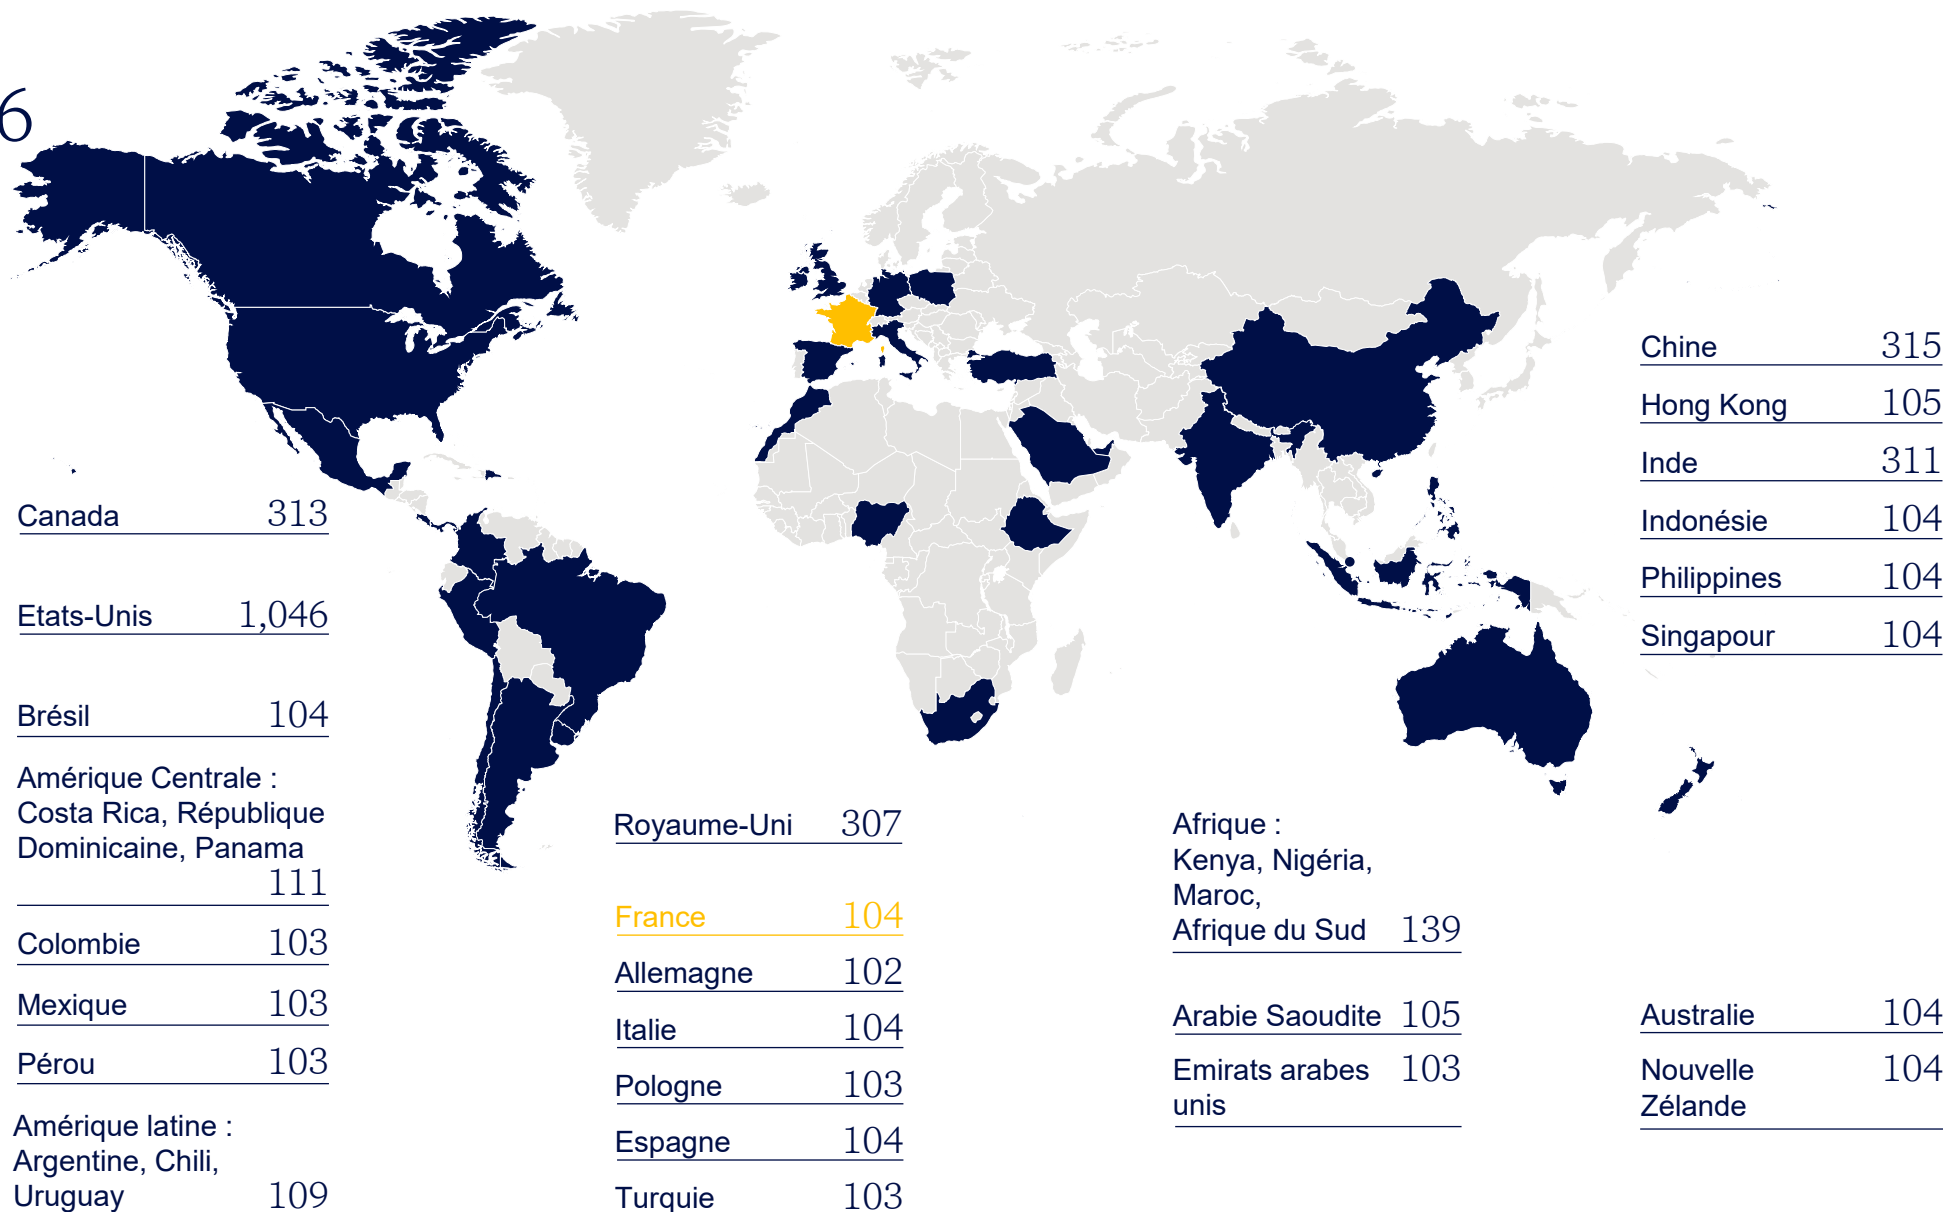 6
Canada 313
Etats-Unis 1,046
Brésil 104
Amérique Centrale :
Costa Rica, République
Dominicaine, Panama
111
Colombie 103
Mexique 103
Pérou 103
Amérique latine :
Argentine, Chili,
Uruguay 109
Royaume-Uni 307
France 104
Allemagne 102
Italie 104
Pologne 103
Espagne 104
Turquie 103
Afrique :
Kenya, Nigéria,
Maroc,
Afrique du Sud 139
Arabie Saoudite 105
Emirats arabes 103
unis
Chine 315
Hong Kong 105
Inde 311
Indonésie 104
Philippines 104
Singapour 104
Australie 104
Nouvelle 104
Zélande